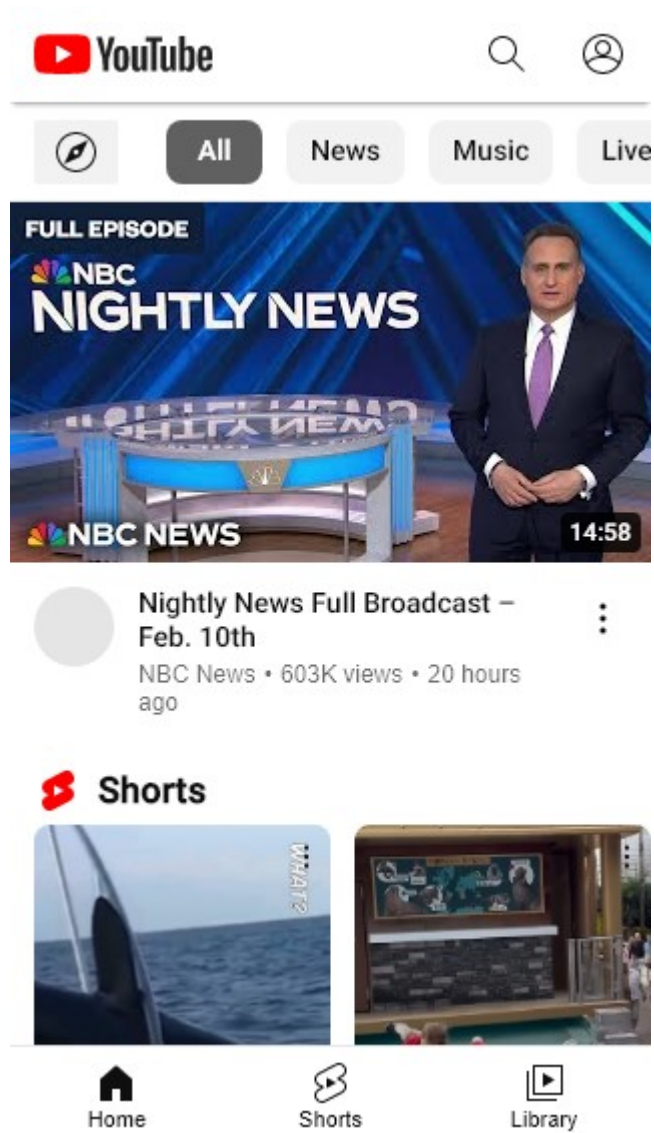 YouTube
All News Music Live
FULL EPISODE
NBC
NIGHTLY NEWS
NBC NEWS
14:58
Nightly News Full Broadcast –
Feb. 10th
NBC News • 603K views • 20 hours
ago
Shorts
WHAT?
Home Shorts Library